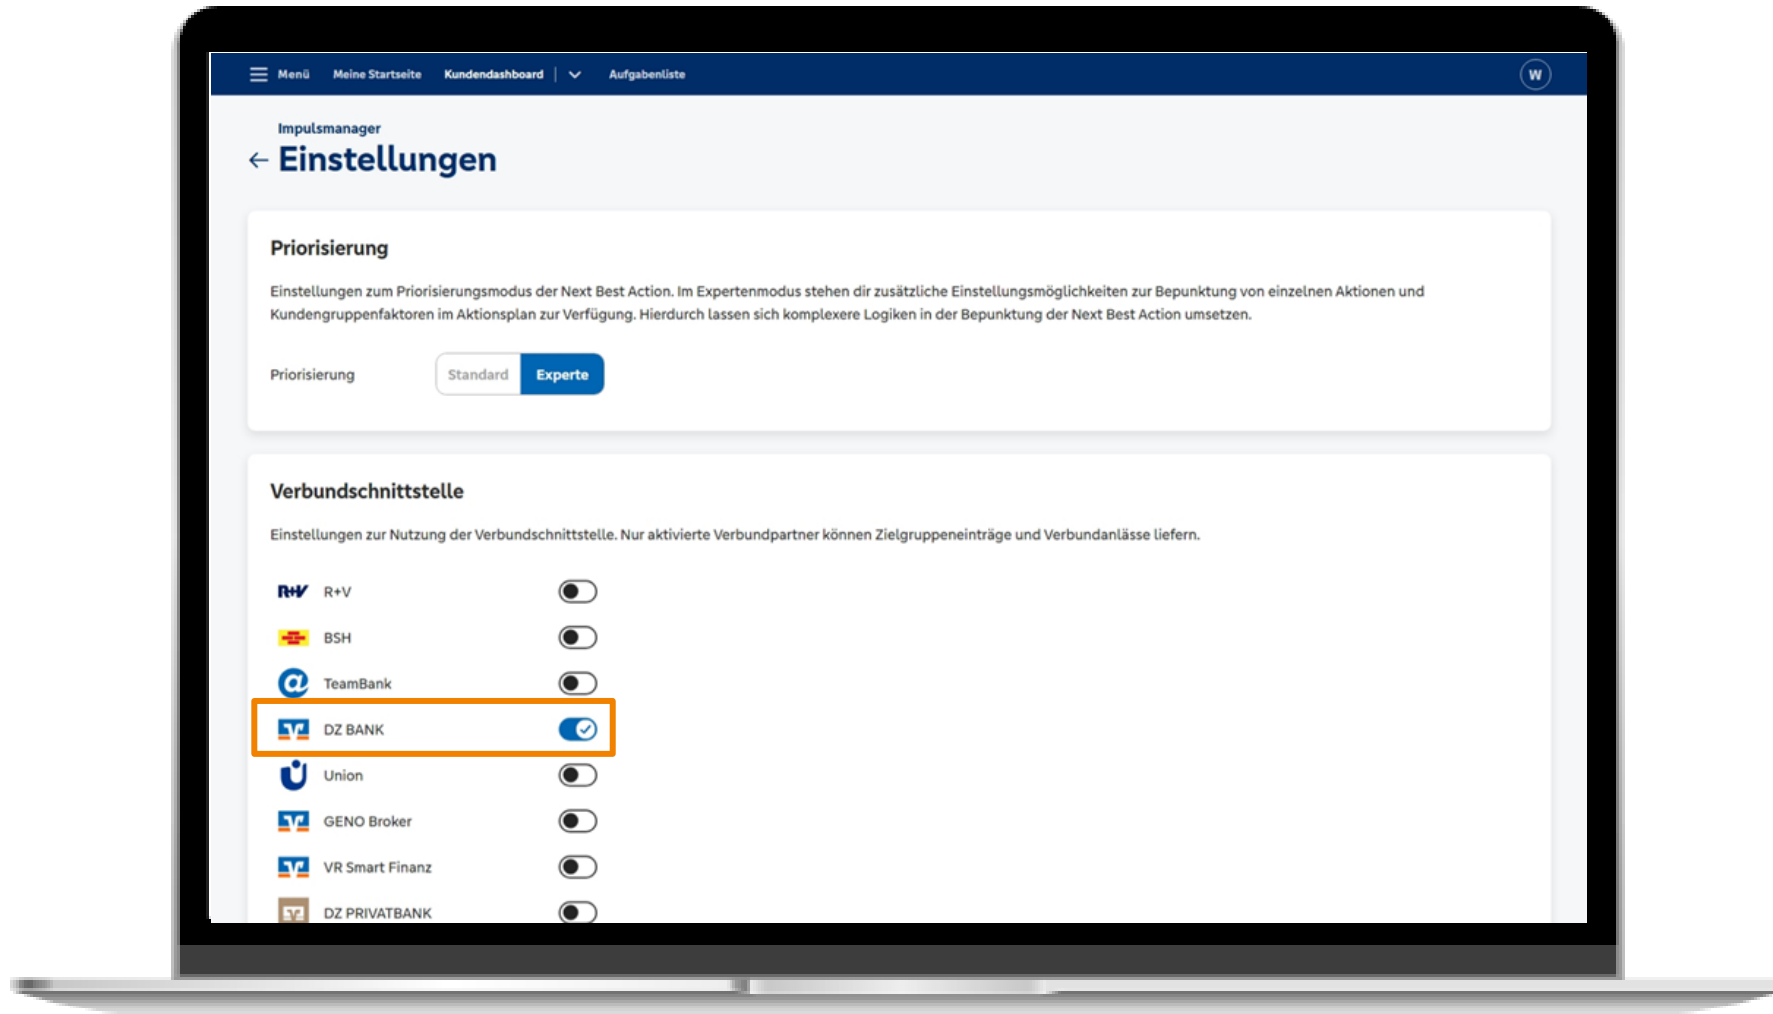 Menü Meine Startseite Kundendashboard Aufgabenliste W
Impulsmanager
Einstellungen
Priorisierung
Einstellungen zum Priorisierungsmodus der Next Best Action. Im Expertenmodus stehen dir zusätzliche Einstellungsmöglichkeiten zur Bepunktung von einzelnen Aktionen und
Kundengruppenfaktoren im Aktionsplan zur Verfügung. Hierdurch lassen sich komplexere Logiken in der Bepunktung der Next Best Action umsetzen.
Priorisierung Standard Experte
Verbundschnittstelle
Einstellungen zur Nutzung der Verbundschnittstelle. Nur aktivierte Verbundpartner können Zielgruppeneinträge und Verbundanlässe liefern.
R+V R+V
BSH
TeamBank
DZ BANK
Union
GENO Broker
VR Smart Finanz
DZ PRIVATBANK